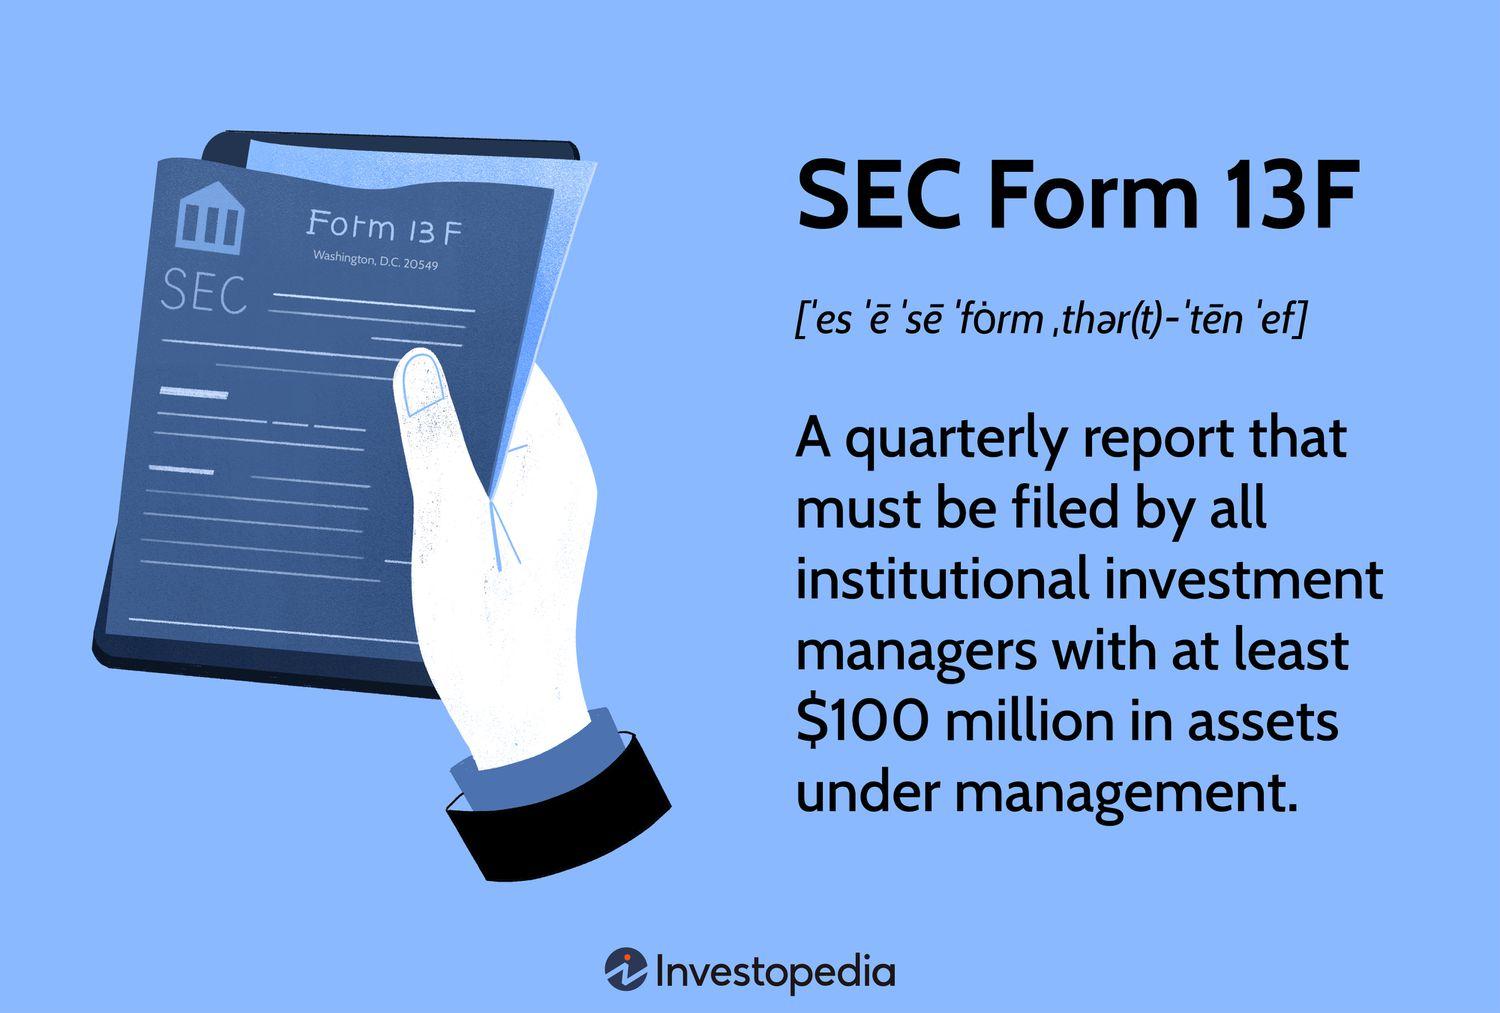 Form 13F
Washington, D.C. 20549
SEC
SEC Form 13F
[ˈes ˈē ˈsē ˈfȯrm ˌthər(t)-ˈtēn ˈef]
A quarterly report that
must be filed by all
institutional investment
managers with at least
$100 million in assets
under management.
Investopedia